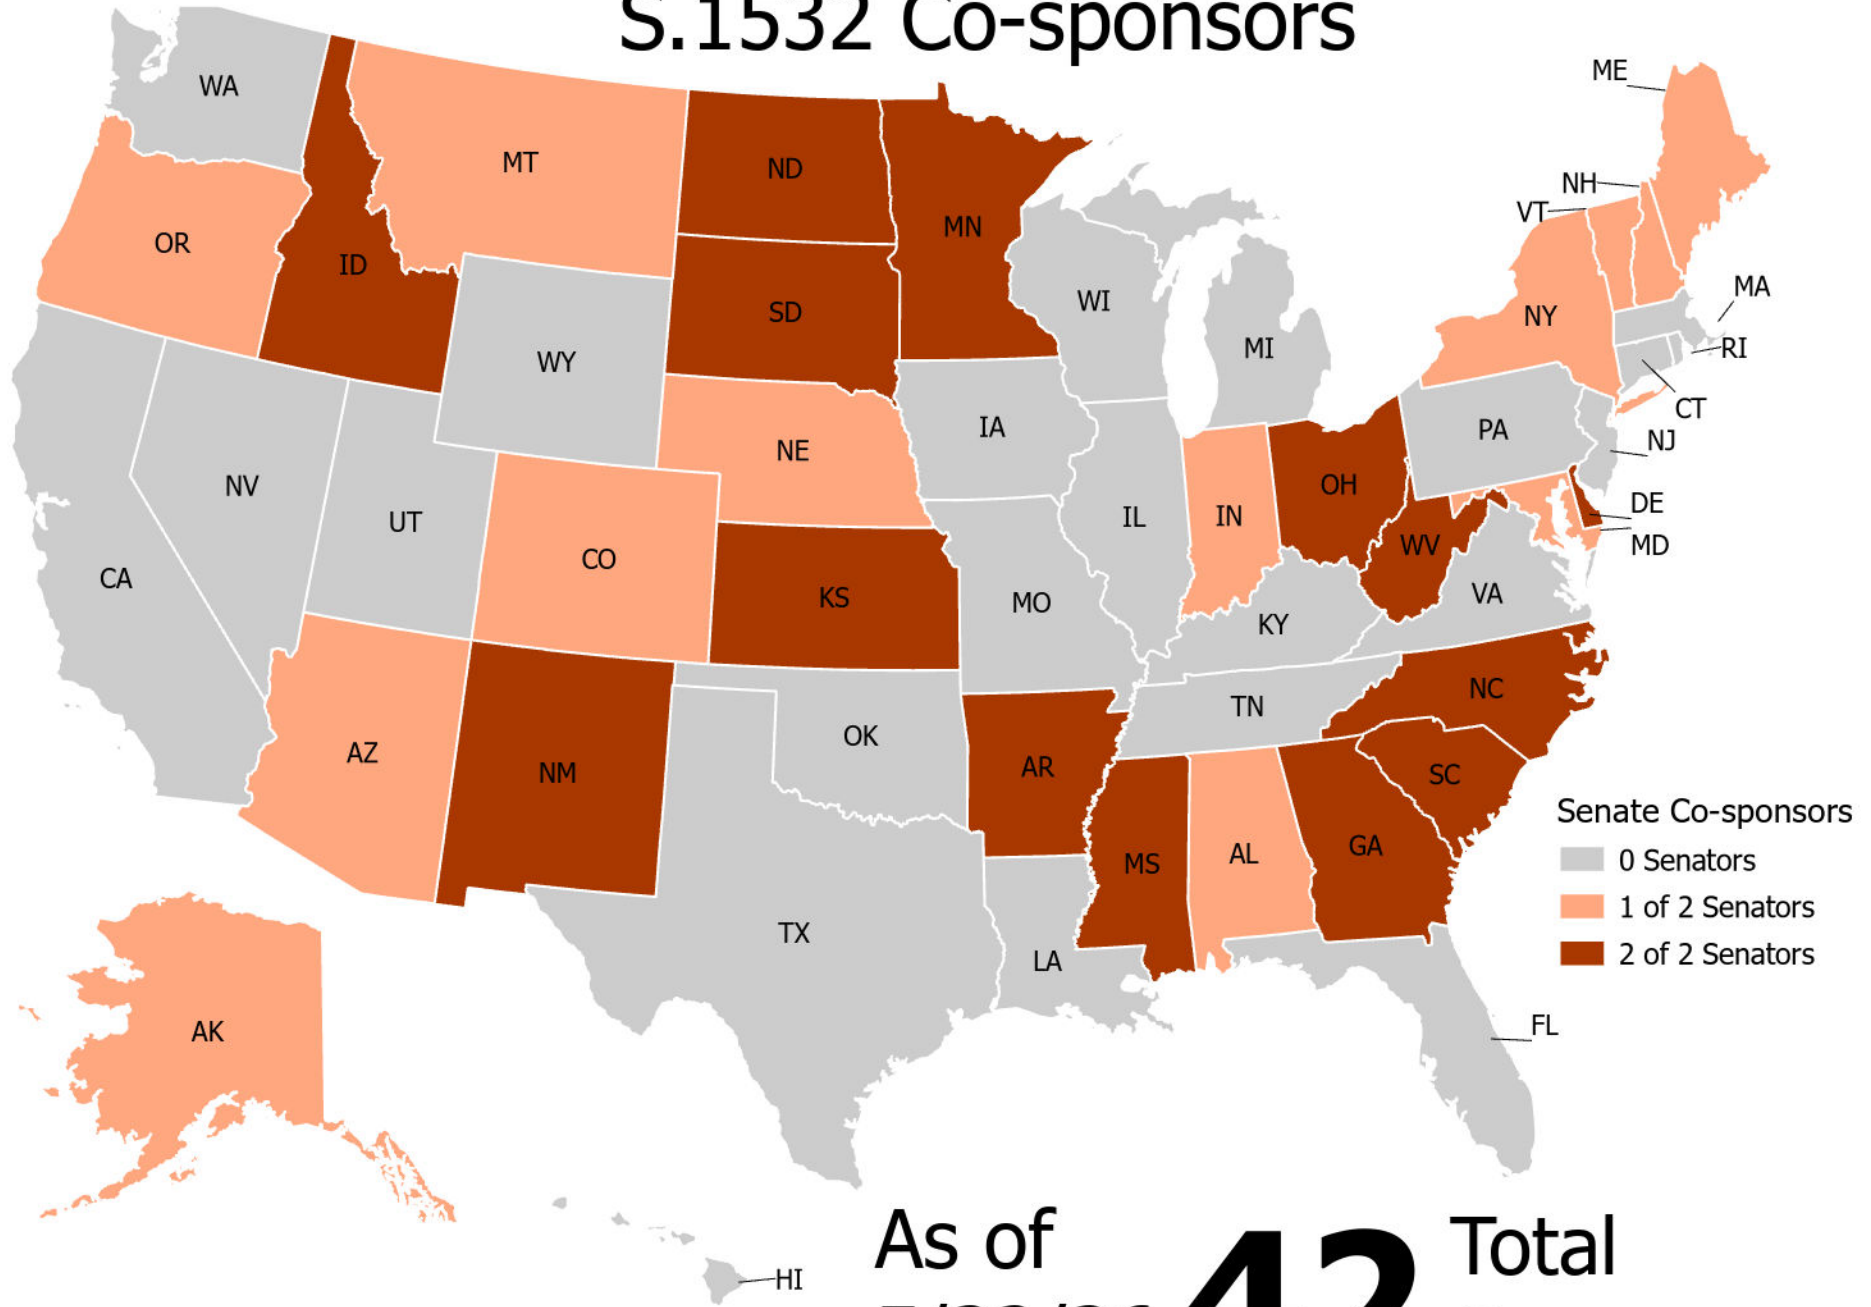 S.1532 Co-sponsors
WA
ME
MT
ND
NH
MN
VT
OR
ID
MA
WI
SD
NY
MI
RI
WY
CT
IA
PA
NJ
NE
NV
OH
DE
UT
IL
IN
MD
WV
CO
CA
VA
KS
MO
KY
NC
TN
OK
AZ
AR
NM
SC
Senate Co-sponsors
GA
AL
MS
0 Senators
1 of 2 Senators
TX
2 of 2 Senators
LA
FL
AK
As of
Total
42
HI